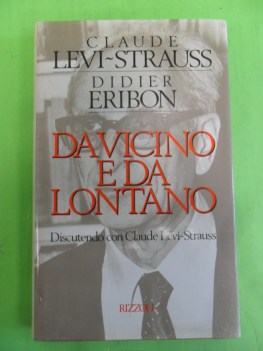 CLAUDE
LEVI-STRAUSS
DIDIER
ERIBON
DA VICINO
E DA
LONTANO
Discutendo con Claude Lévi-Strauss
RIZZOLI